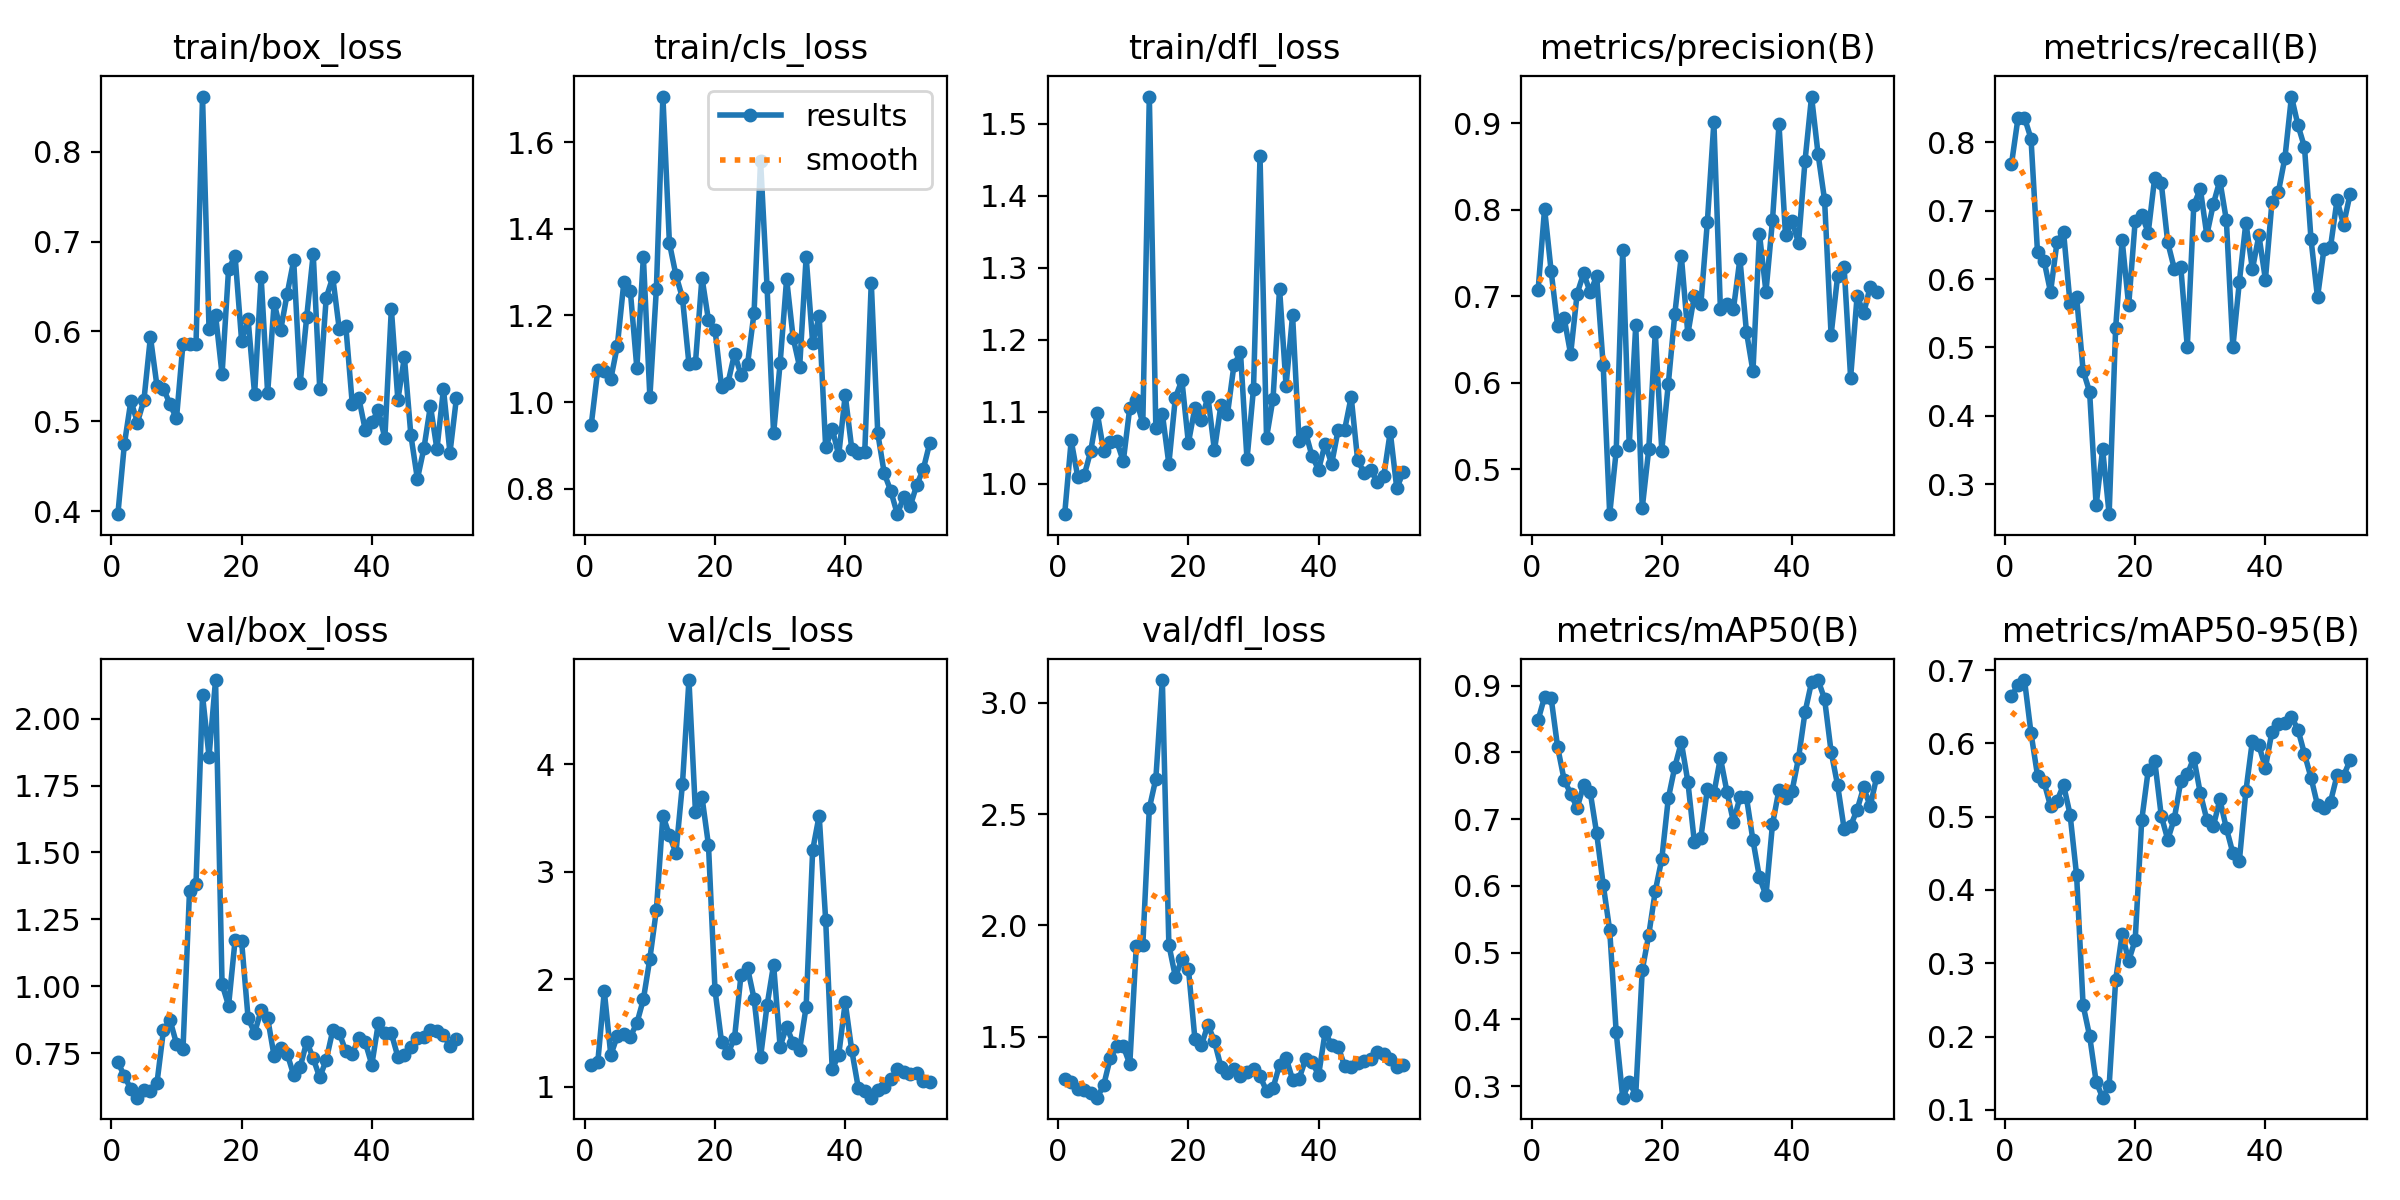 train/box_loss
train/cls_loss
train/dfl_loss
metrics/precision(B)
metrics/recall(B)
0.8
0.7
0.6
0.5
0.4
0 20 40
results
smooth
1.6
1.4
1.2
1.0
0.8
0 20 40
1.5
1.4
1.3
1.2
1.1
1.0
0 20 40
0.9
0.8
0.7
0.6
0.5
0 20 40
0.8
0.7
0.6
0.5
0.4
0.3
0 20 40
val/box_loss
val/cls_loss
val/dfl_loss
metrics/mAP50(B)
metrics/mAP50-95(B)
2.00
1.75
1.50
1.25
1.00
0.75
0 20 40
4
3
2
1
0 20 40
3.0
2.5
2.0
1.5
0 20 40
0.9
0.8
0.7
0.6
0.5
0.4
0.3
0 20 40
0.7
0.6
0.5
0.4
0.3
0.2
0.1
0 20 40